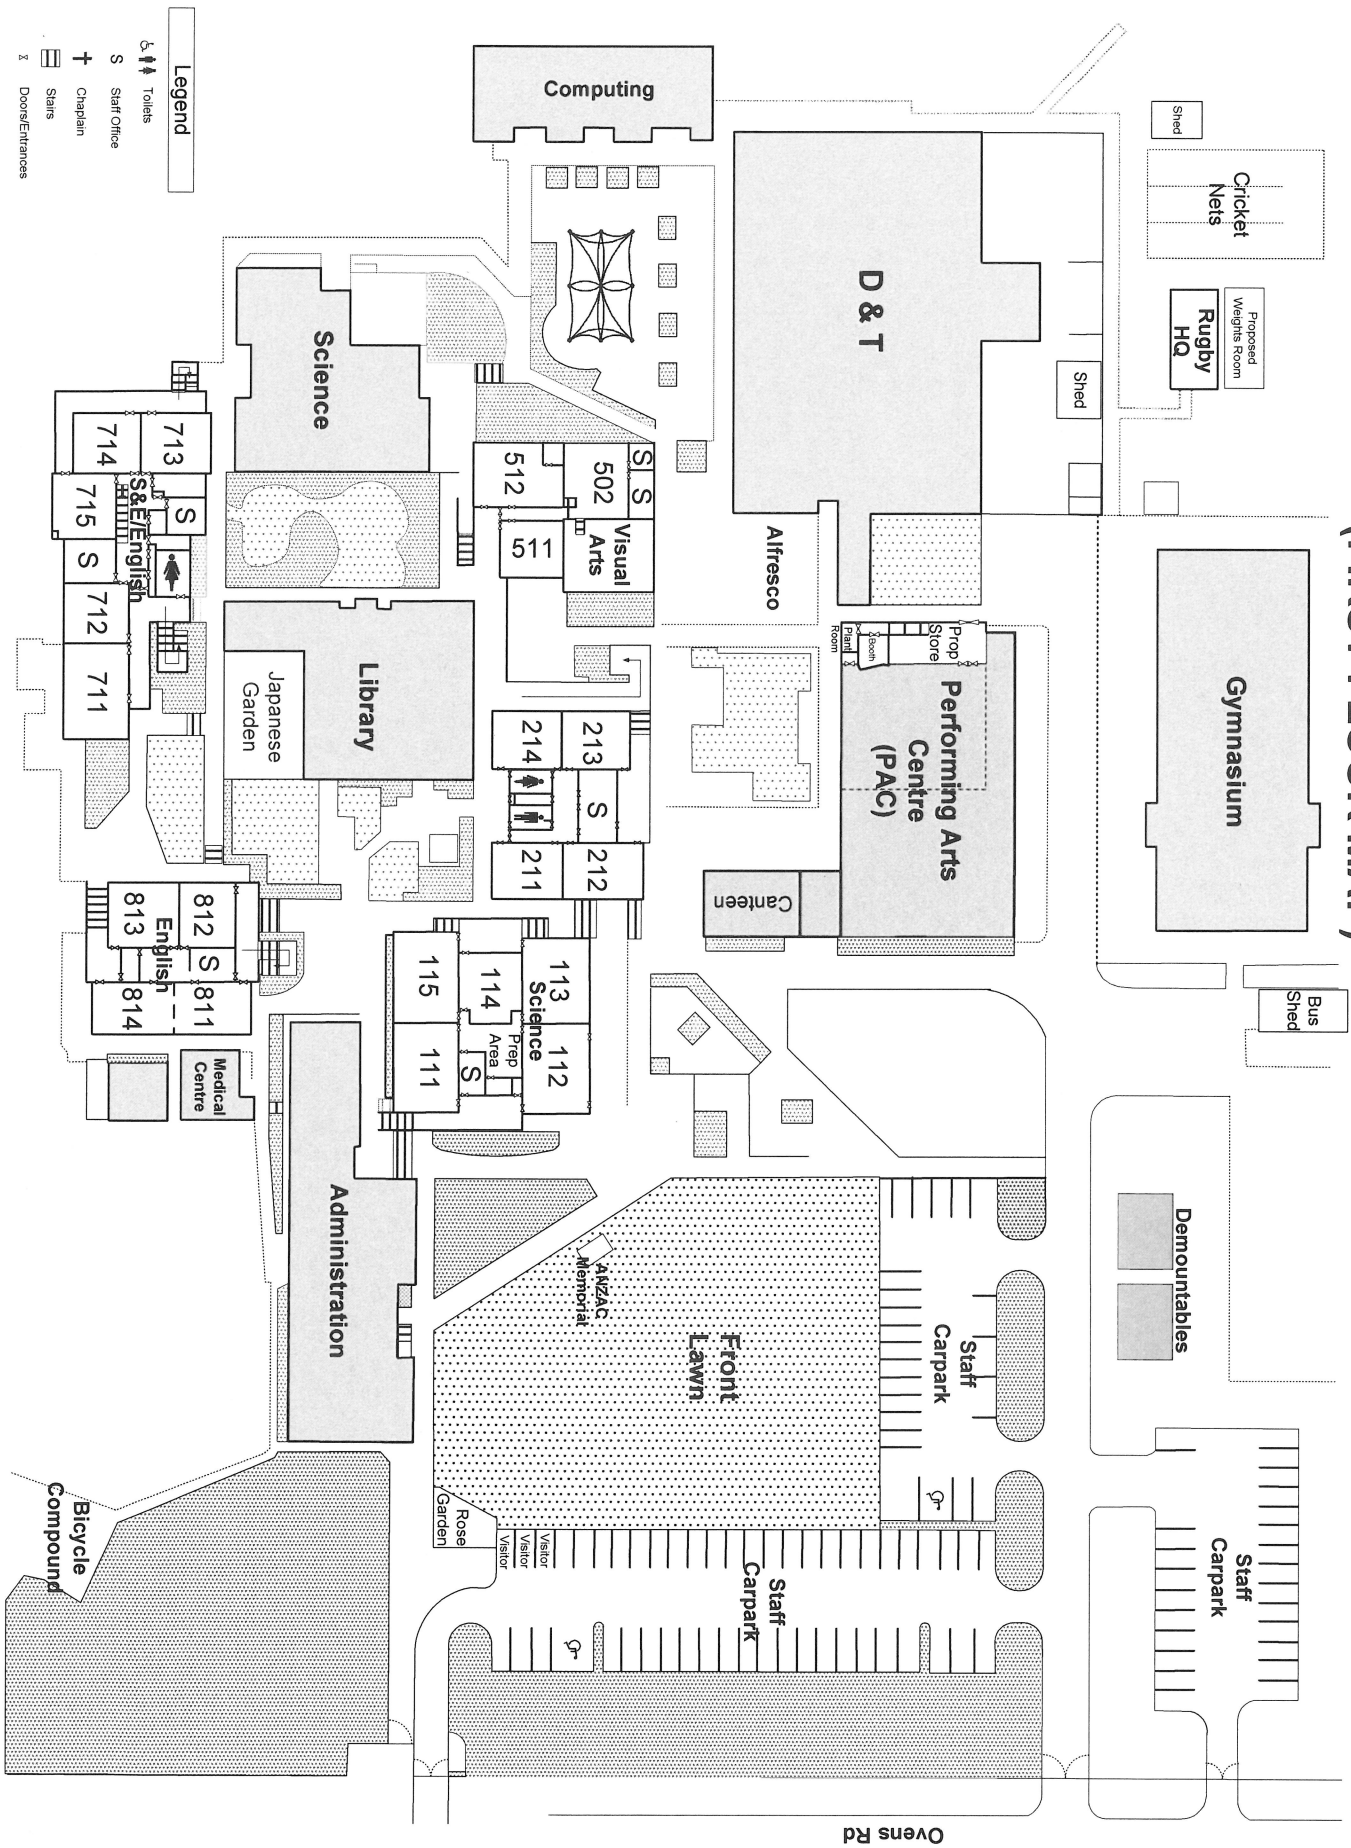 Legend
Toilets
S Staff Office
Chaplain
Stairs
Doors/Entrances
Computing
Shed
Cricket
Nets
Proposed
Weights Room
Rugby
HQ
D & T
Shed
Science
714
713
715
S&E/English
S
S
712
711
512
502
S
S
511
Visual
Arts
Alfresco
Library
Japanese
Garden
214
213
S
211
212
Prop
Store
Plant
Room
Booth
Performing Arts
Centre
(PAC)
Canteen
Gymnasium
Bus
Shed
813
812
English
S
814
811
Medical
Centre
115
114
113
Science
Prep
Area
111
S
112
Administration
ANZAC
Memorial
Front
Lawn
Staff
Carpark
Demountables
Rose
Garden
Visitor
Visitor
Visitor
Staff
Carpark
Staff
Carpark
Bicycle
Compound
Ovens Rd